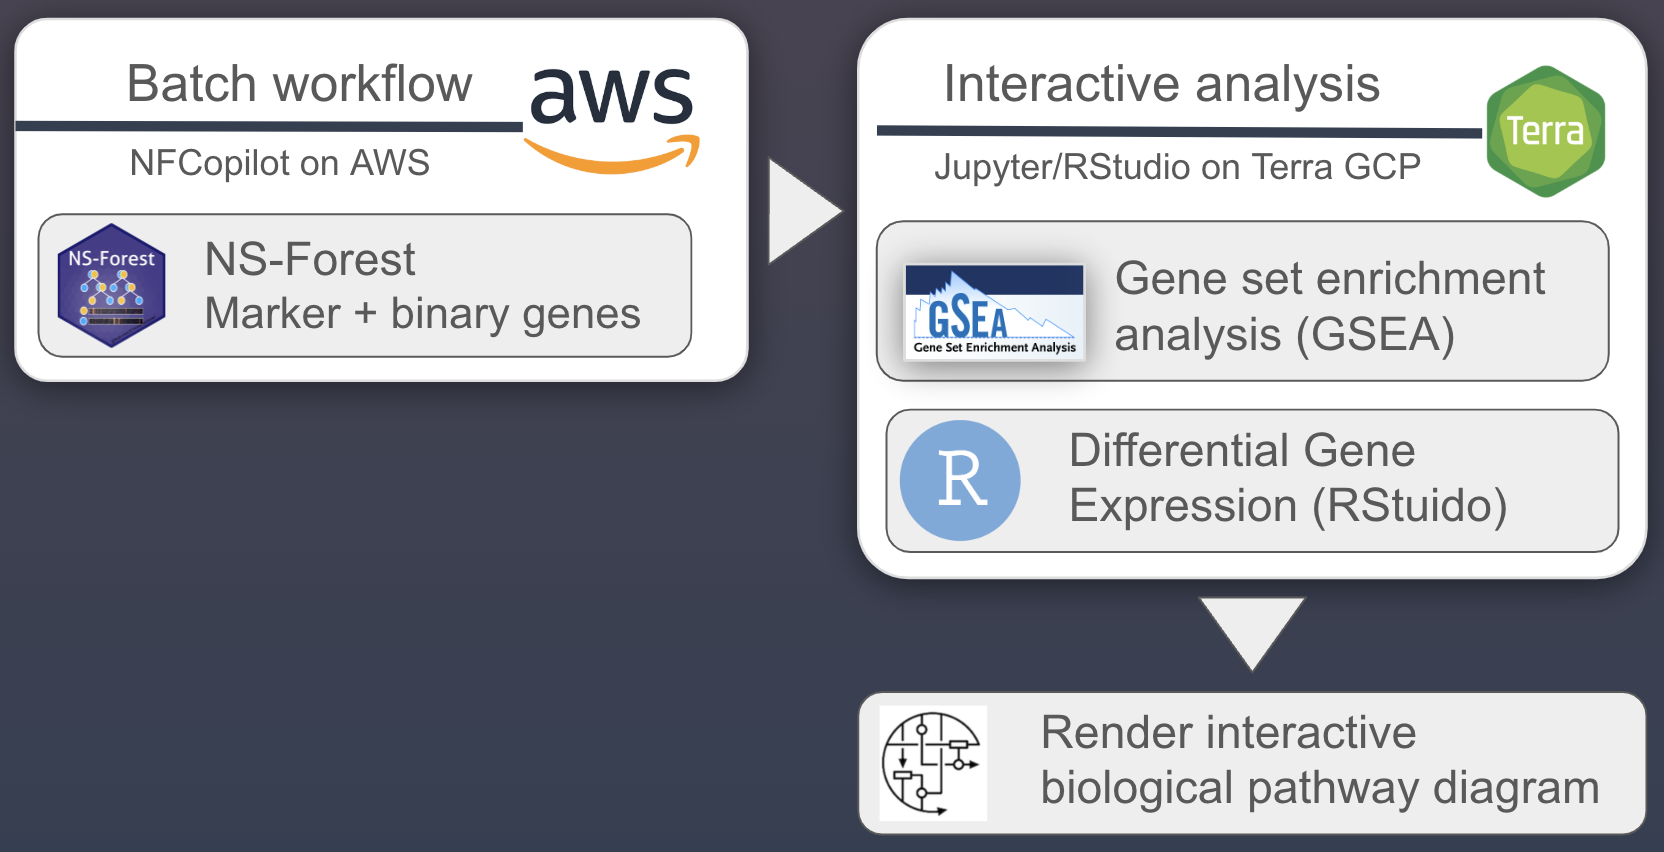 Batch workflow
aws
NFCopilot on AWS
NS-Forest
NS-Forest
Marker + binary genes
Interactive analysis
Terra
Jupyter/RStudio on Terra GCP
GSEA
Gene Set Enrichment Analysis
Gene set enrichment
analysis (GSEA)
R
Differential Gene
Expression (RStuido)
Render interactive
biological pathway diagram